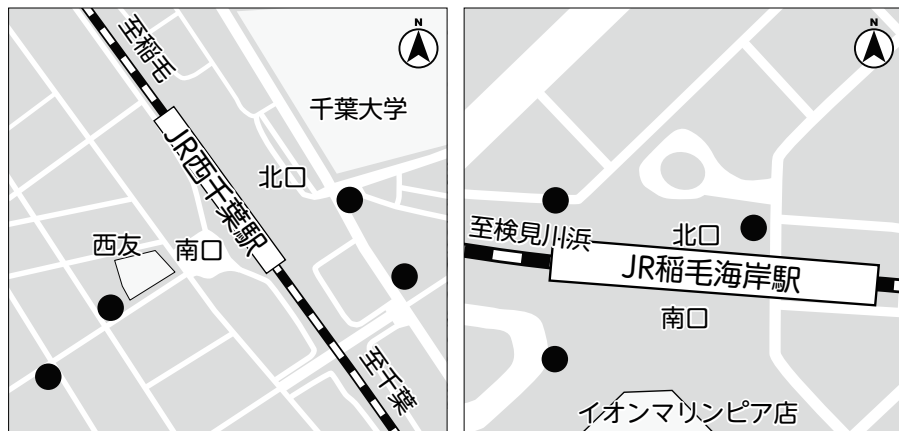 N
至稲毛
千葉大学
JR西千葉駅
北口
西友
南口
至千葉
N
至検見川浜
北口
JR稲毛海岸駅
南口
イオンマリンピア店